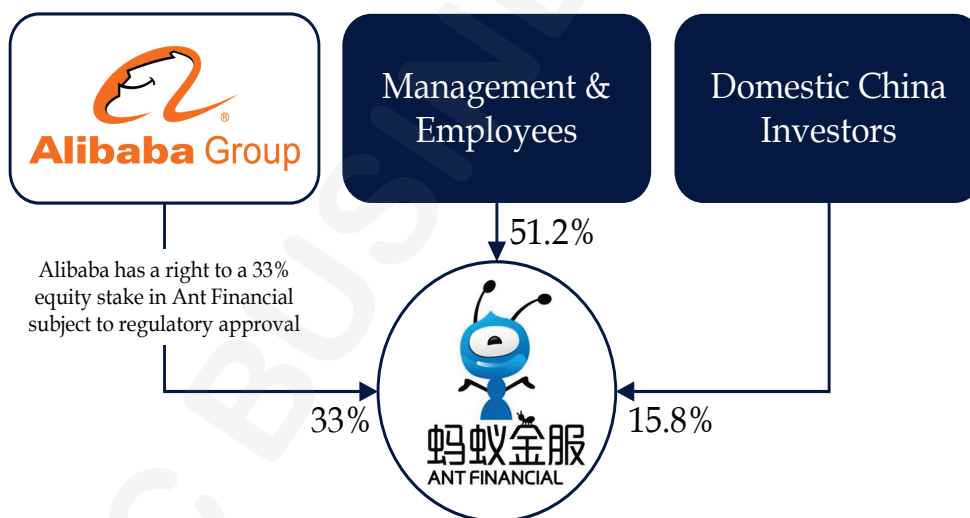 Alibaba Group
®
Management &
Employees
Domestic China
Investors
51.2%
Alibaba has a right to a 33%
equity stake in Ant Financial
subject to regulatory approval
33%
15.8%
蚂蚁金服
ANT FINANCIAL
C BUSINE